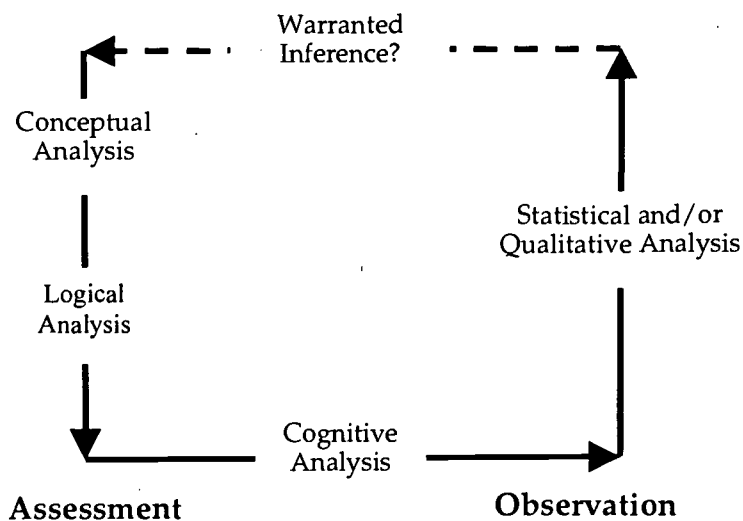 Warranted
Inference?
Conceptual
Analysis
Statistical and/or
Qualitative Analysis
Logical
Analysis
Cognitive
Analysis
Assessment
Observation